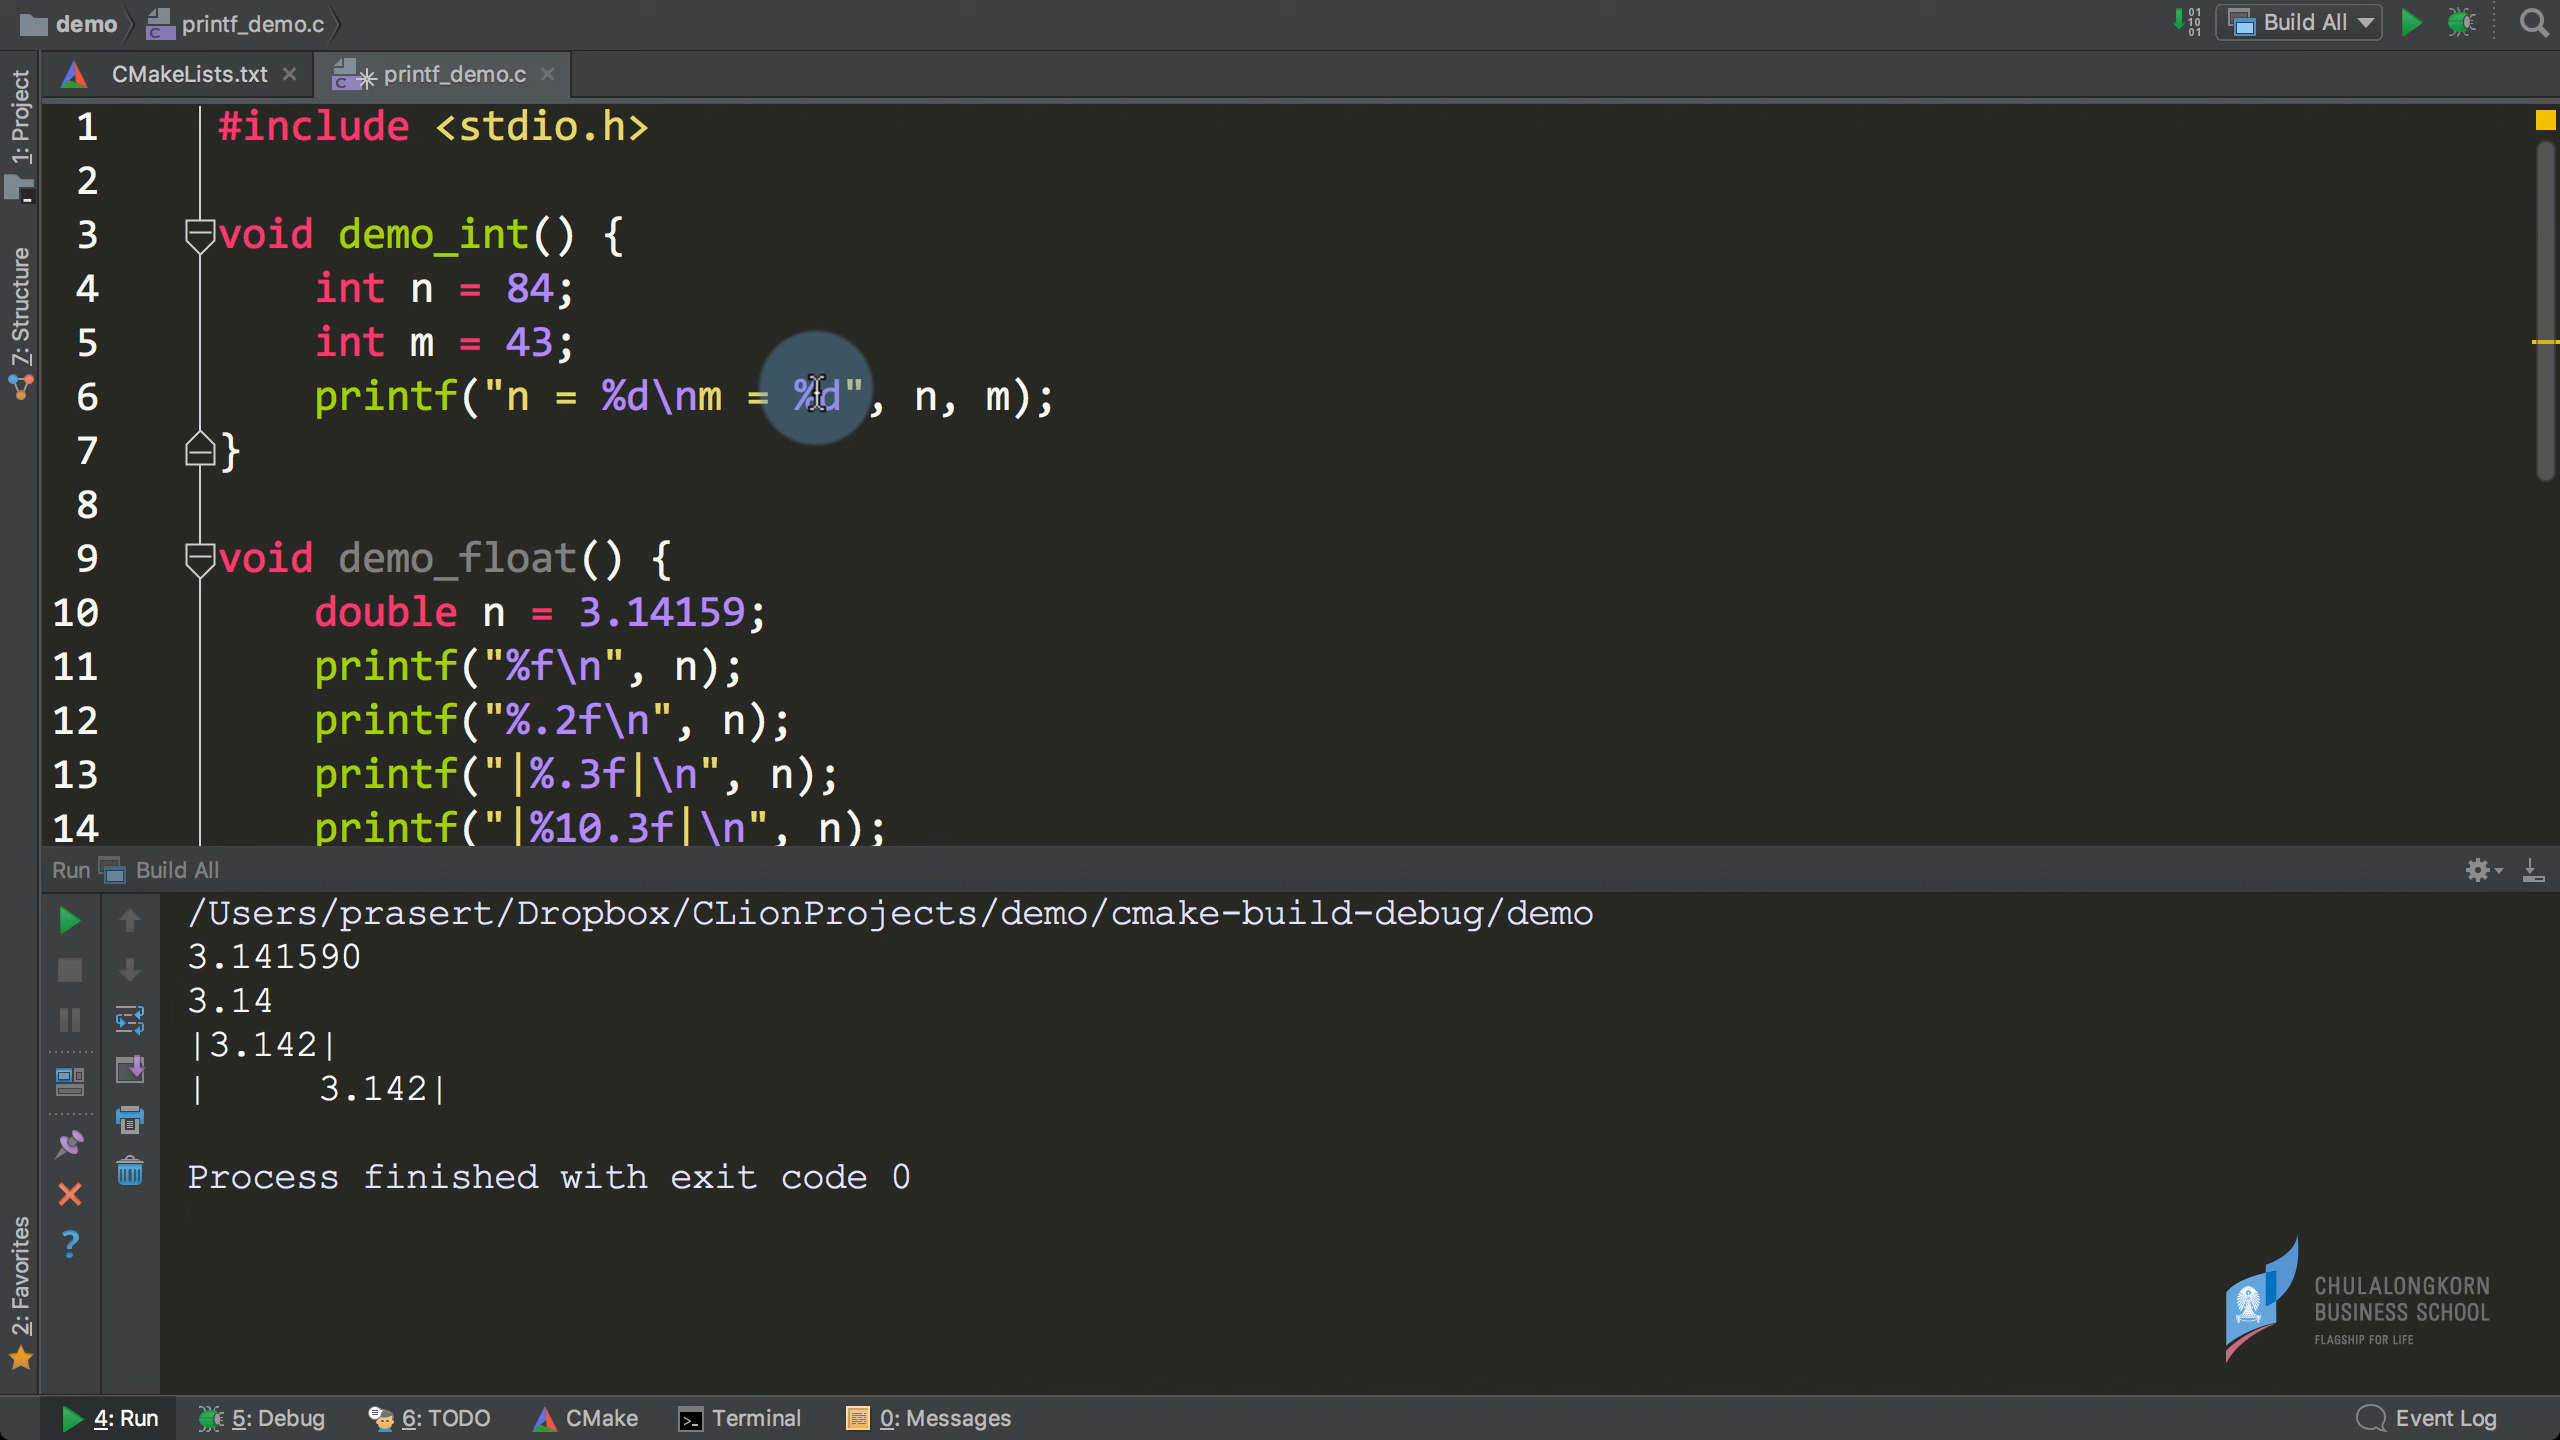 demo printf_demo.c Build All
CMakeLists.txt printf_demo.c
1: Project
7: Structure
2: Favorites
1 #include <stdio.h>
2
3 void demo_int() {
4     int n = 84;
5     int m = 43;
6     printf("n = %d\nm = %d", n, m);
7 }
8
9 void demo_float() {
10     double n = 3.14159;
11     printf("%f\n", n);
12     printf("%.2f\n", n);
13     printf("|%.3f|\n", n);
14     printf("|%10.3f|\n", n);
Run Build All
/Users/prasert/Dropbox/CLionProjects/demo/cmake-build-debug/demo
3.141590
3.14
|3.142|
|     3.142|
Process finished with exit code 0
CHULALONGKORN
BUSINESS SCHOOL
FLAGSHIP FOR LIFE
4: Run 5: Debug 6: TODO CMake Terminal 0: Messages Event Log